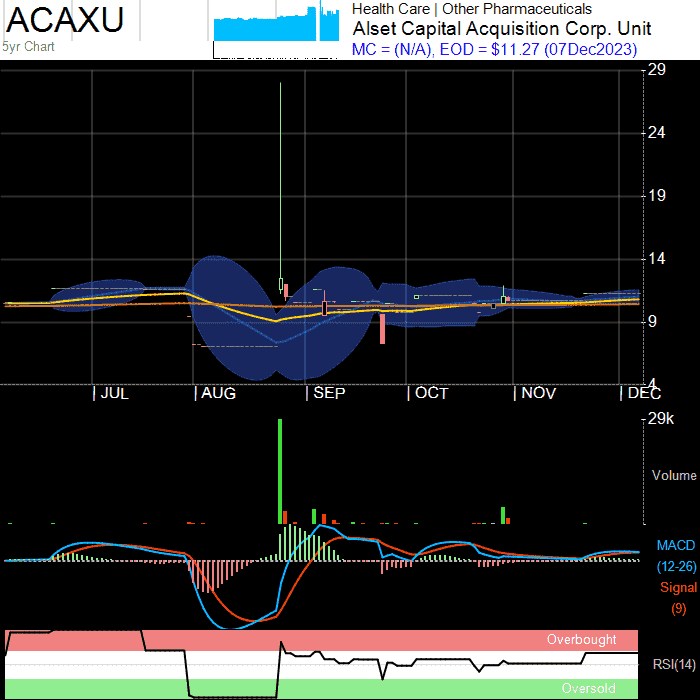 ACAXU
5yr Chart
Health Care | Other Pharmaceuticals
Alset Capital Acquisition Corp. Unit
MC = (N/A), EOD = $11.27 (07Dec2023)
29
24
19
14
9
4
JUL
AUG
SEP
OCT
NOV
DEC
29k
Volume
MACD
(12-26)
Signal
(9)
Overbought
RSI(14)
Oversold